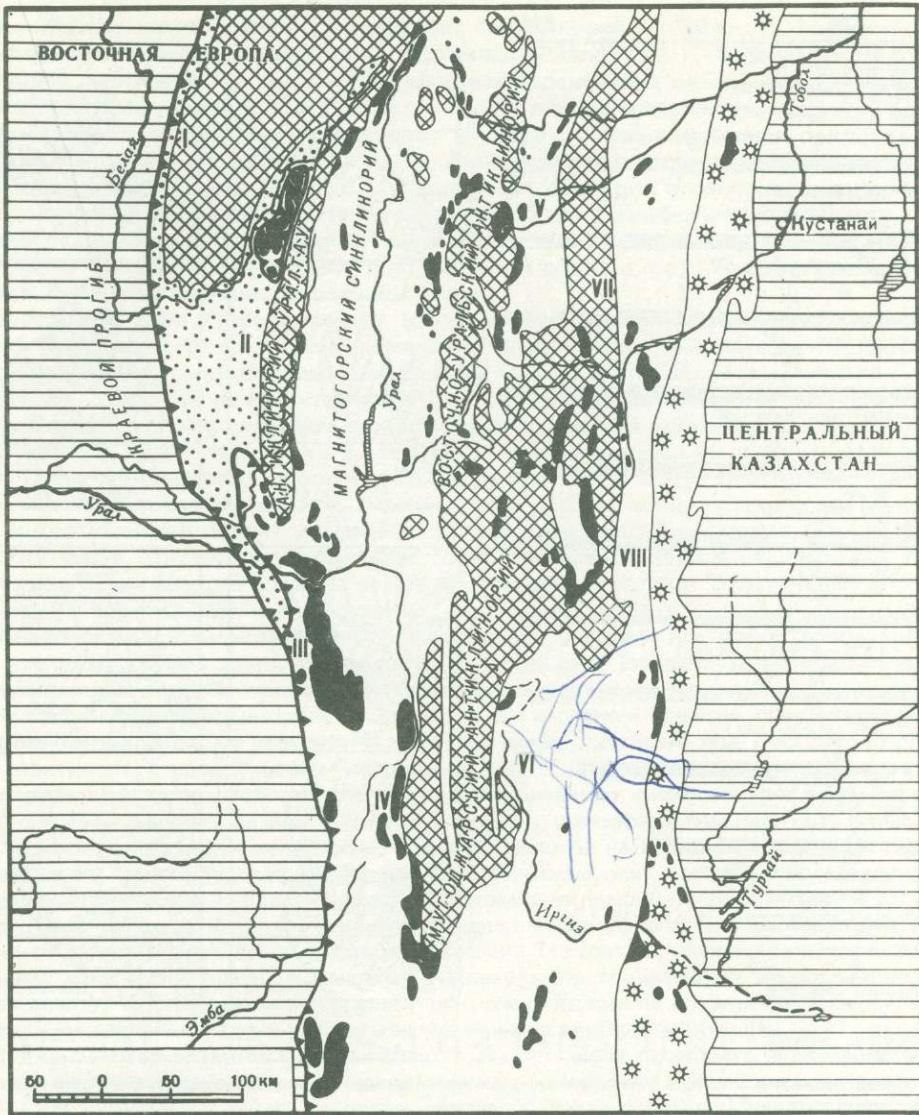 ВОСТОЧНАЯ ЕВРОПА
I
Белая
КРАЕВОЙ ПРОГИБ
II
АНТИКЛИНОРИЙ УРАЛТАУ
МАГНИТОГОРСКИЙ СИНКЛИНОРИЙ
Урал
ВОСТОЧНО-УРАЛЬСКИЙ АНТИКЛИНОРИЙ
V
VII
Тобол
Кустанай
ЦЕНТРАЛЬНЫЙ
КАЗАХСТАН
Урал
III
VIII
IV
МУГОДЖАРСКИЙ АНТИКЛИНОРИЙ
VI
Иргиз
Тургай
Эмба
50 0 50 100 км